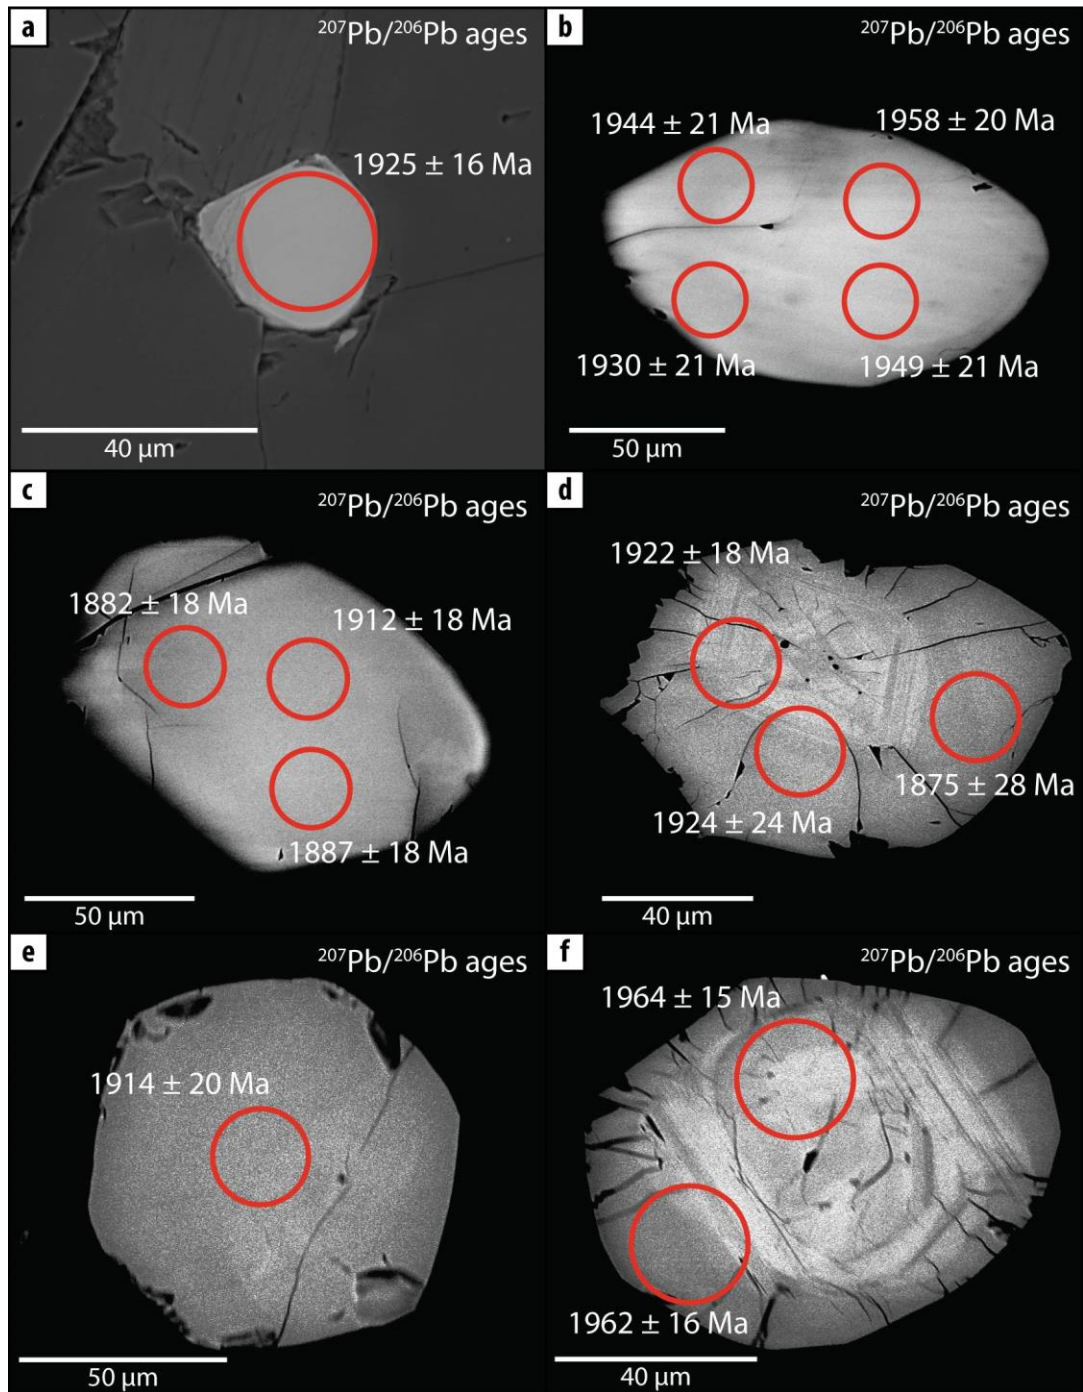 a
²⁰⁷Pb/²⁰⁶Pb ages
1925 ± 16 Ma
40 µm
b
²⁰⁷Pb/²⁰⁶Pb ages
1944 ± 21 Ma
1958 ± 20 Ma
1930 ± 21 Ma
1949 ± 21 Ma
50 µm
c
²⁰⁷Pb/²⁰⁶Pb ages
1882 ± 18 Ma
1912 ± 18 Ma
1887 ± 18 Ma
50 µm
d
²⁰⁷Pb/²⁰⁶Pb ages
1922 ± 18 Ma
1875 ± 28 Ma
1924 ± 24 Ma
40 µm
e
²⁰⁷Pb/²⁰⁶Pb ages
1914 ± 20 Ma
50 µm
f
²⁰⁷Pb/²⁰⁶Pb ages
1964 ± 15 Ma
1962 ± 16 Ma
40 µm